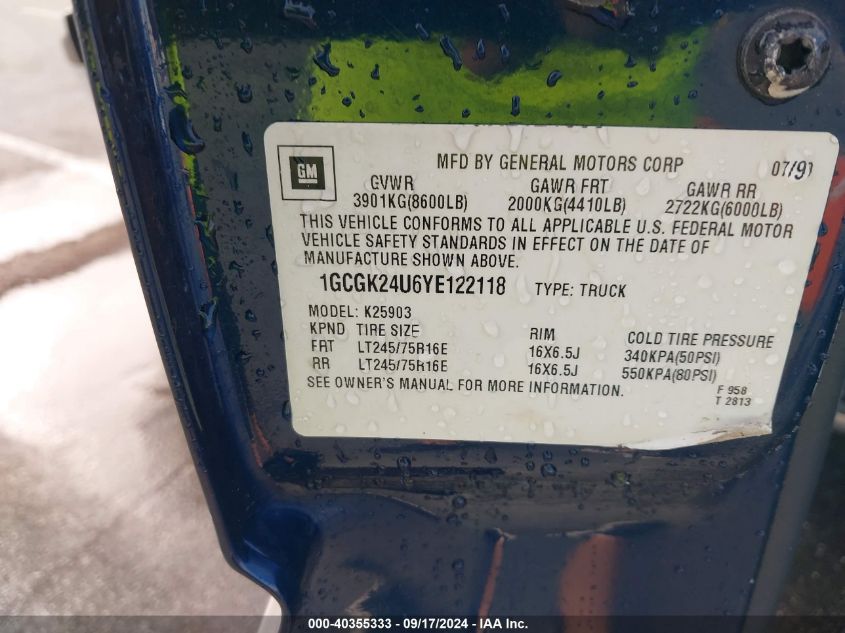 GM
MFD BY GENERAL MOTORS CORP 07/91
GVWR GAWR FRT GAWR RR
3901KG(8600LB) 2000KG(4410LB) 2722KG(6000LB)
THIS VEHICLE CONFORMS TO ALL APPLICABLE U.S. FEDERAL MOTOR
VEHICLE SAFETY STANDARDS IN EFFECT ON THE DATE OF
MANUFACTURE SHOWN ABOVE.
1GCGK24U6YE122118 TYPE: TRUCK
MODEL: K25903
KPND TIRE SIZE RIM COLD TIRE PRESSURE
FRT LT245/75R16E 16X6.5J 340KPA(50PSI)
RR LT245/75R16E 16X6.5J 550KPA(80PSI)
SEE OWNER'S MANUAL FOR MORE INFORMATION.
F 958
T 2813
000-40355333 - 09/17/2024 - IAA Inc.